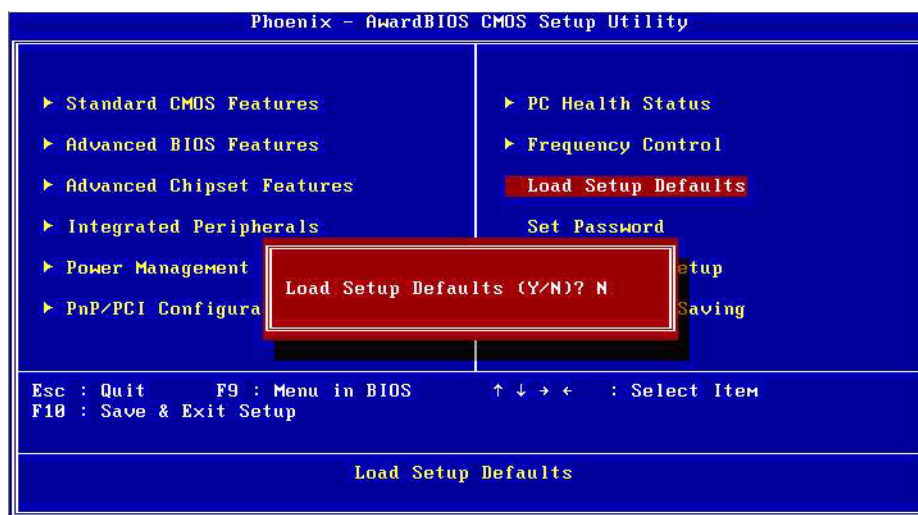 Phoenix - AwardBIOS CMOS Setup Utility
Standard CMOS Features
Advanced BIOS Features
Advanced Chipset Features
Integrated Peripherals
Power Management
PnP/PCI Configura
PC Health Status
Frequency Control
Load Setup Defaults
Set Password
etup
Saving
Load Setup Defaults (Y/N)? N
Esc : Quit F9 : Menu in BIOS ↑ ↓ → ← : Select Item
F10 : Save & Exit Setup
Load Setup Defaults